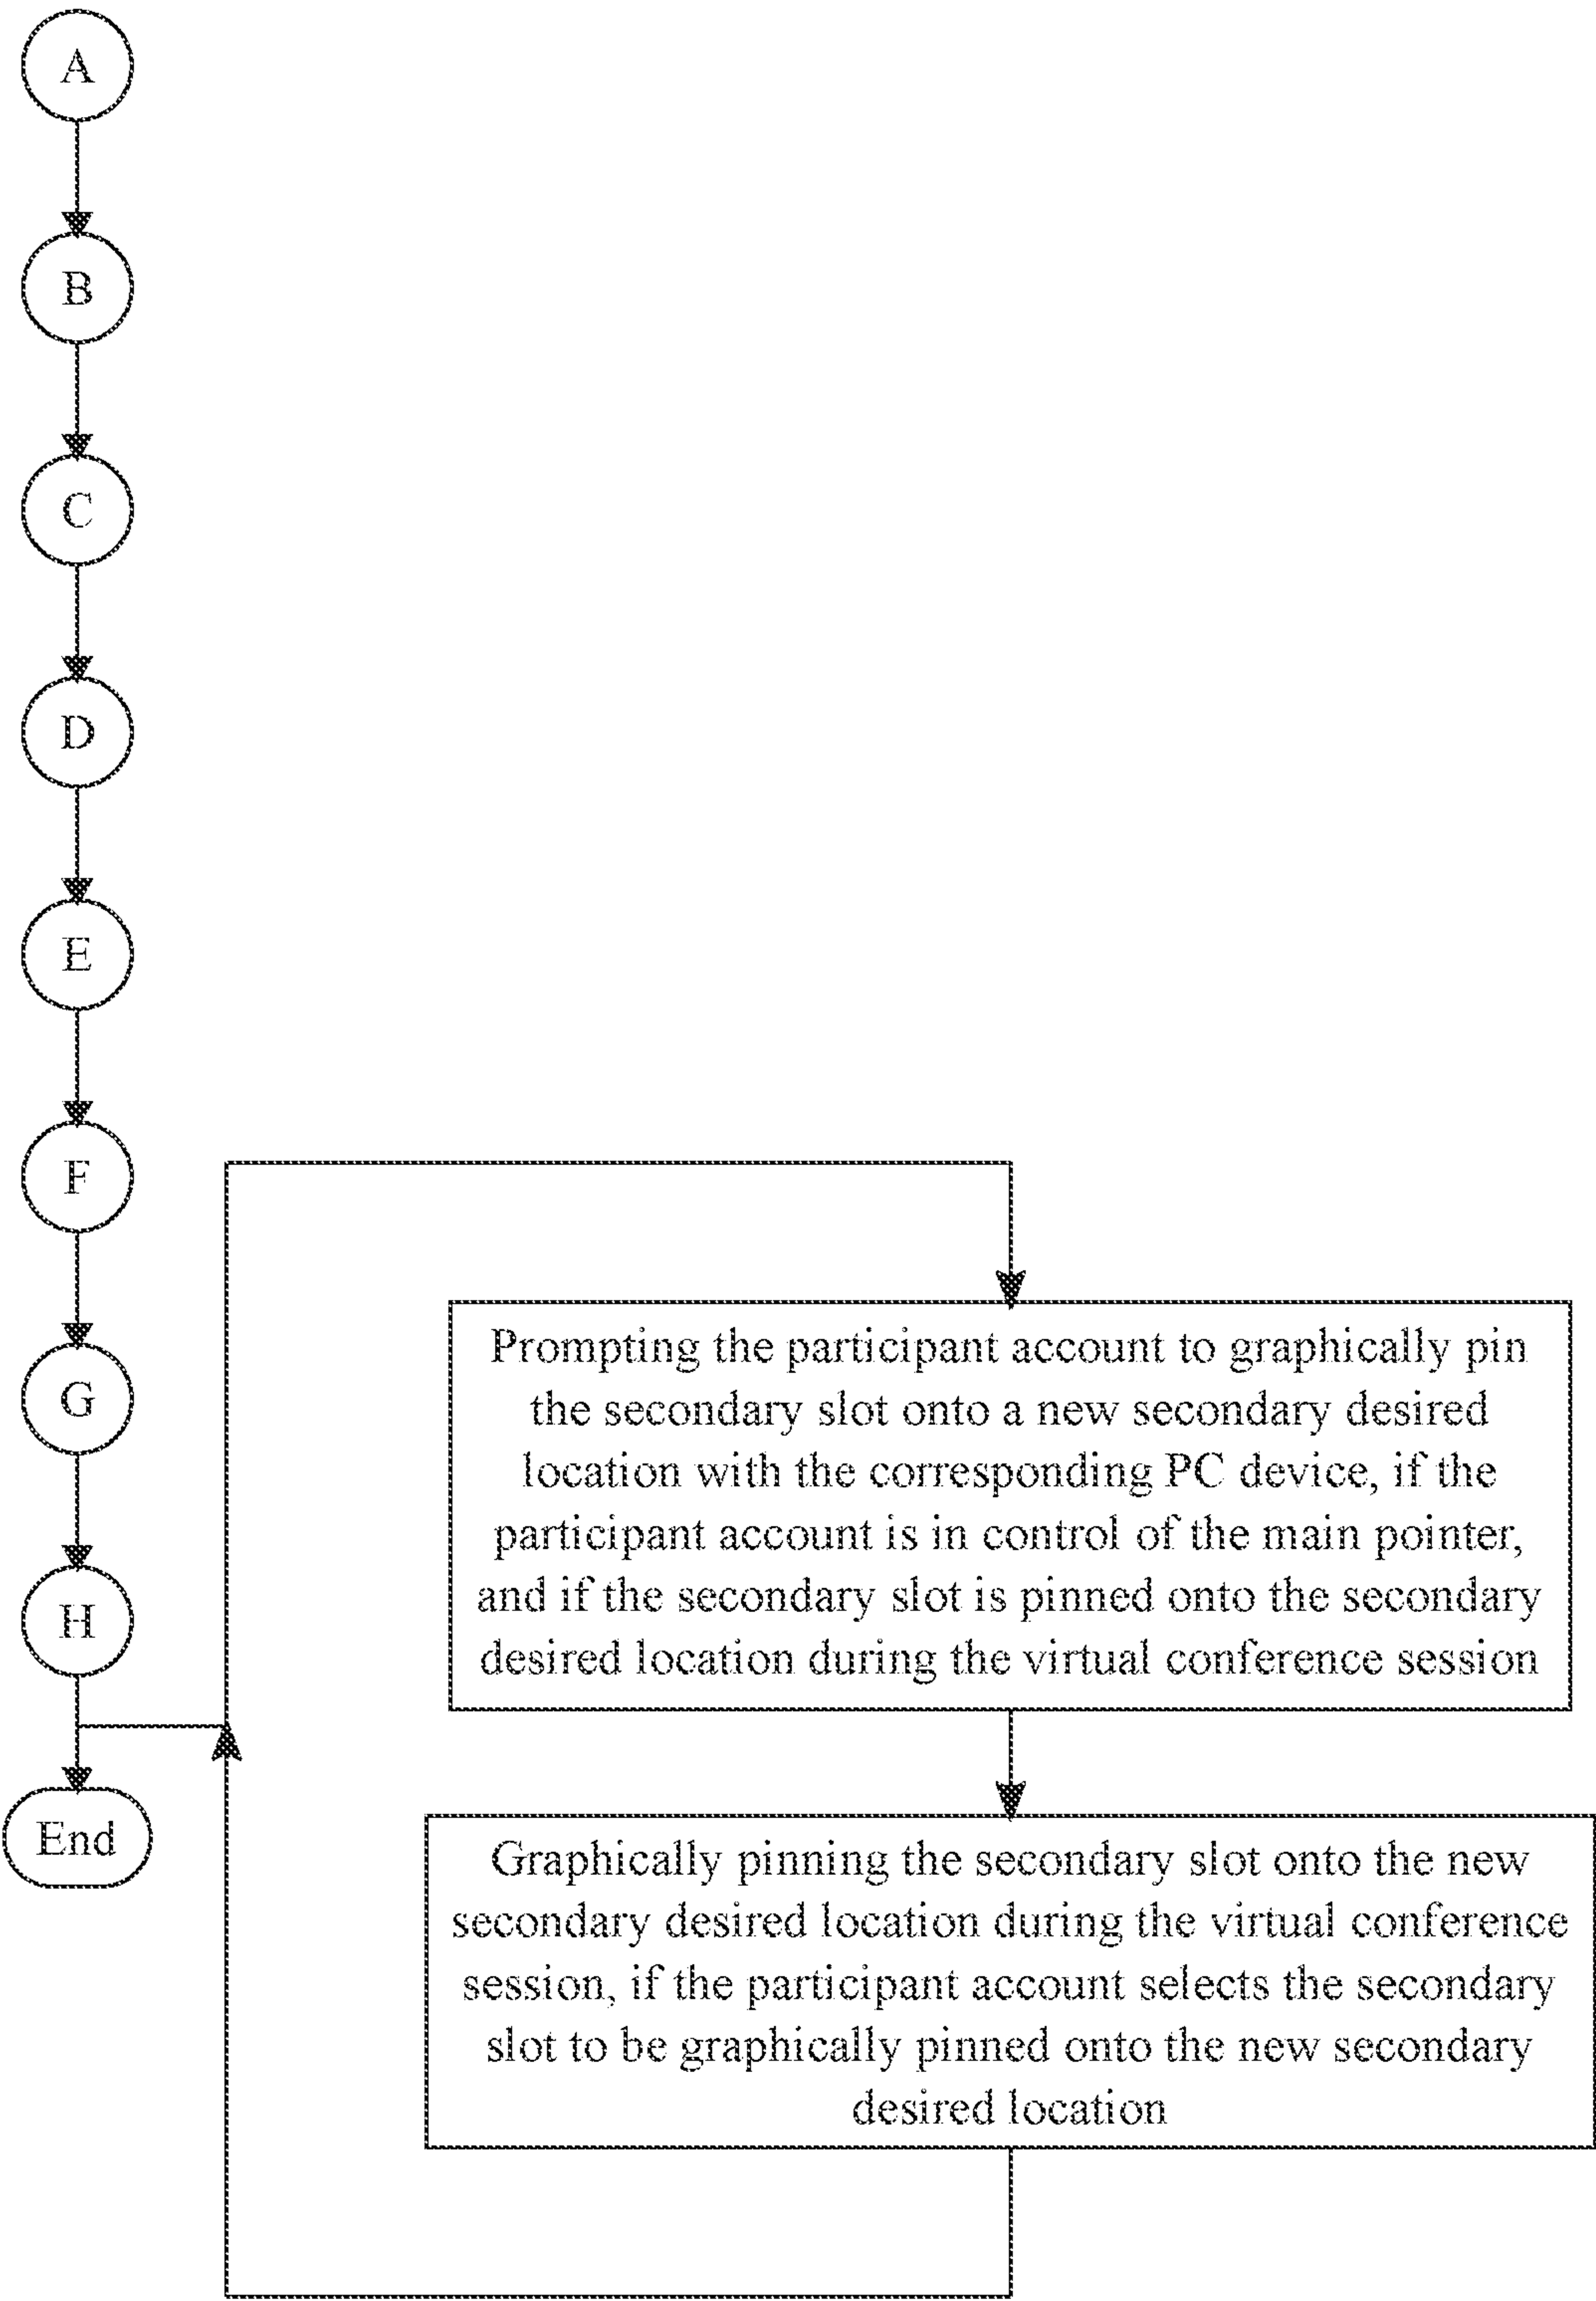 A
B
C
D
E
F
G
H
End
Prompting the participant account to graphically pin
the secondary slot onto a new secondary desired
location with the corresponding PC device, if the
participant account is in control of the main pointer,
and if the secondary slot is pinned onto the secondary
desired location during the virtual conference session
Graphically pinning the secondary slot onto the new
secondary desired location during the virtual conference
session, if the participant account selects the secondary
slot to be graphically pinned onto the new secondary
desired location